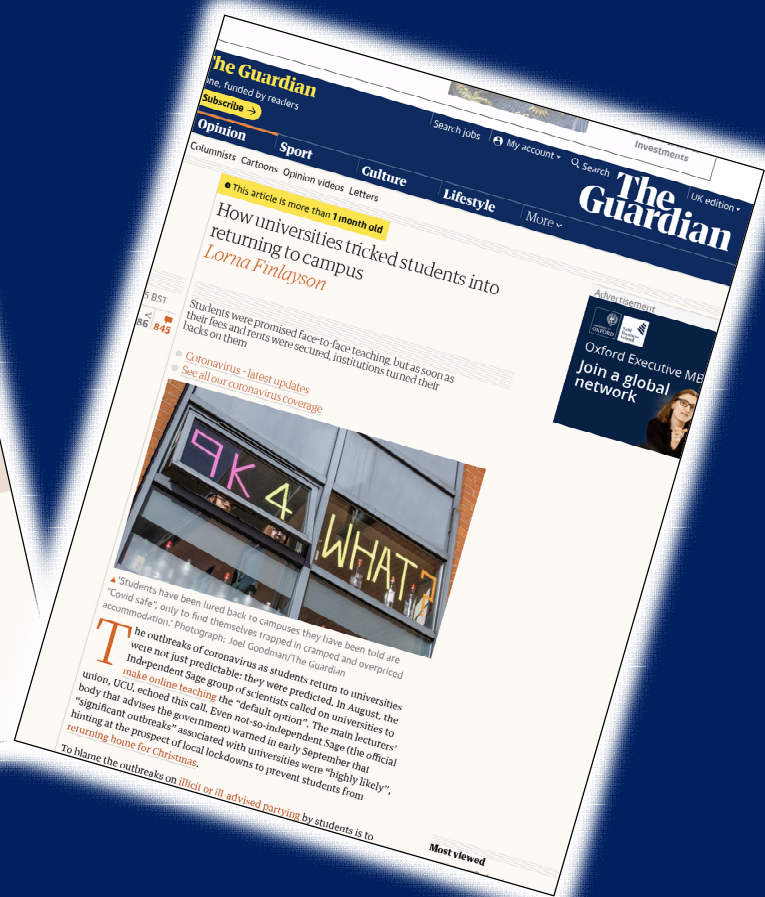 The Guardian
ne, funded by readers
Subscribe →
Investments
Search jobs
My account
Search
UK edition
The
Guardian
Opinion
Sport
Culture
Lifestyle
More
Columnists Cartoons Opinion videos Letters
This article is more than 1 month old
How universities tricked students into
returning to campus
Lorna Finlayson
5 BST
86
845
Students were promised face-to-face teaching, but as soon as
their fees and rents were secured, institutions turned their
backs on them
Coronavirus – latest updates
See all our coronavirus coverage
Advertisement
OXFORD
Oxford Executive MB
Join a global
network
9K 4
WHAT?
'Students have been lured back to campuses they have been told are
"Covid safe", only to find themselves trapped in cramped and overpriced
accommodation.' Photograph: Joel Goodman/The Guardian
The outbreaks of coronavirus as students return to universities
were not just predictable: they were predicted. In August, the
Independent Sage group of scientists called on universities to
make online teaching the "default option". The main lecturers'
union, UCU, echoed this call. Even not-so-independent Sage (the official
body that advises the government) warned in early September that
"significant outbreaks" associated with universities were "highly likely",
hinting at the prospect of local lockdowns to prevent students from
returning home for Christmas.
To blame the outbreaks on illicit or ill advised partying by students is to
Most viewed